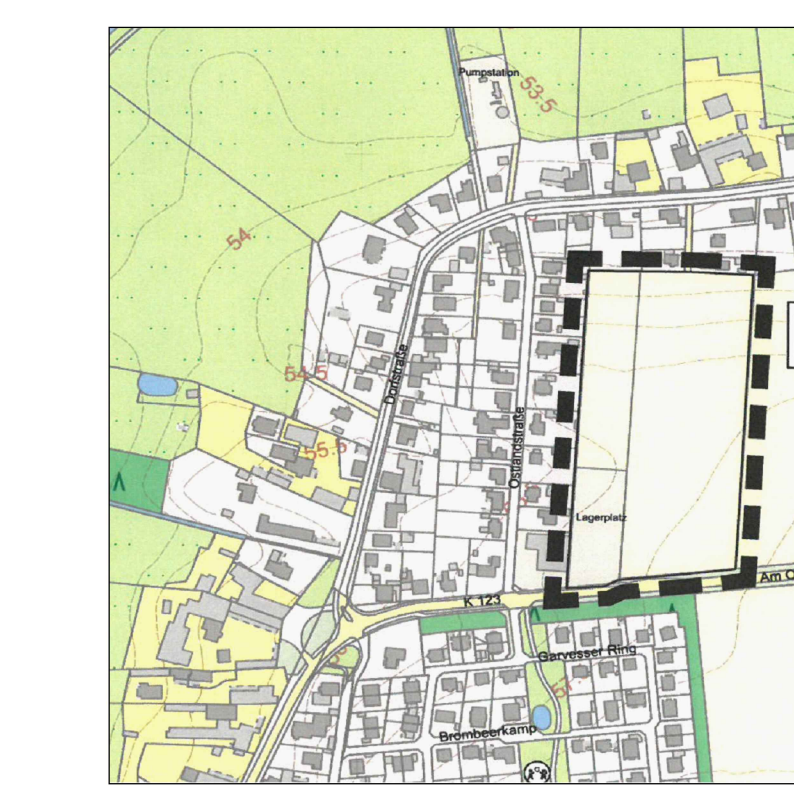 Pumpstation
53.5
54
54.5
Dorfstraße
Ostlandstraße
55.5
Lagerplatz
K 123
Am O
Garvesser Ring
Brombeerkamp